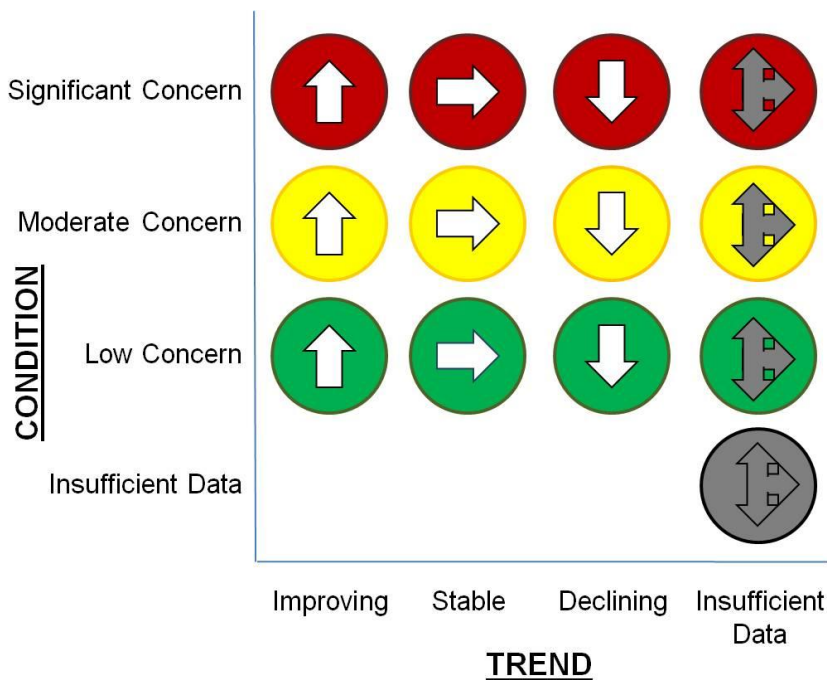 Significant Concern
Moderate Concern
Low Concern
Insufficient Data
CONDITION
Improving
Stable
Declining
Insufficient
Data
TREND